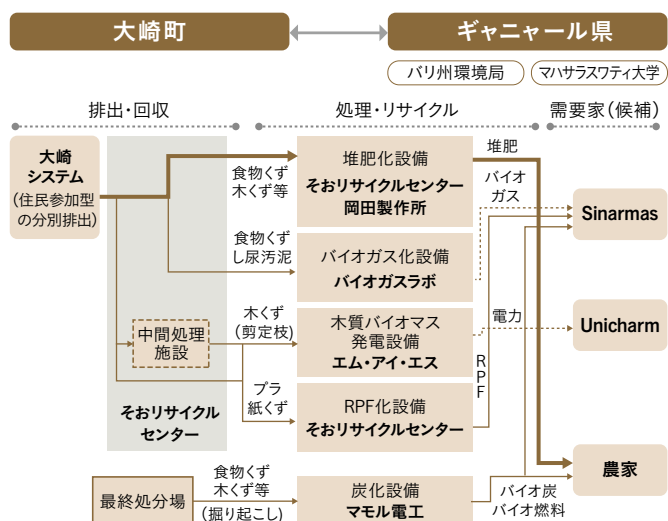 大崎町
ギャニャール県
バリ州環境局
マハサラスワティ大学
排出・回収
処理・リサイクル
需要家（候補）
大崎
システム
（住民参加型
の分別排出）
食物くず
木くず等
堆肥化設備
そおリサイクルセンター
岡田製作所
堆肥
バイオ
ガス
Sinarmas
食物くず
し尿汚泥
バイオガス化設備
バイオガスラボ
中間処理
施設
木くず
（剪定枝）
木質バイオマス
発電設備
エム・アイ・エス
電力
Unicharm
プラ
紙くず
RPF化設備
そおリサイクルセンター
RPF
そおリサイクル
センター
農家
最終処分場
食物くず
木くず等
（掘り起こし）
炭化設備
マモル電工
バイオ炭
バイオ燃料